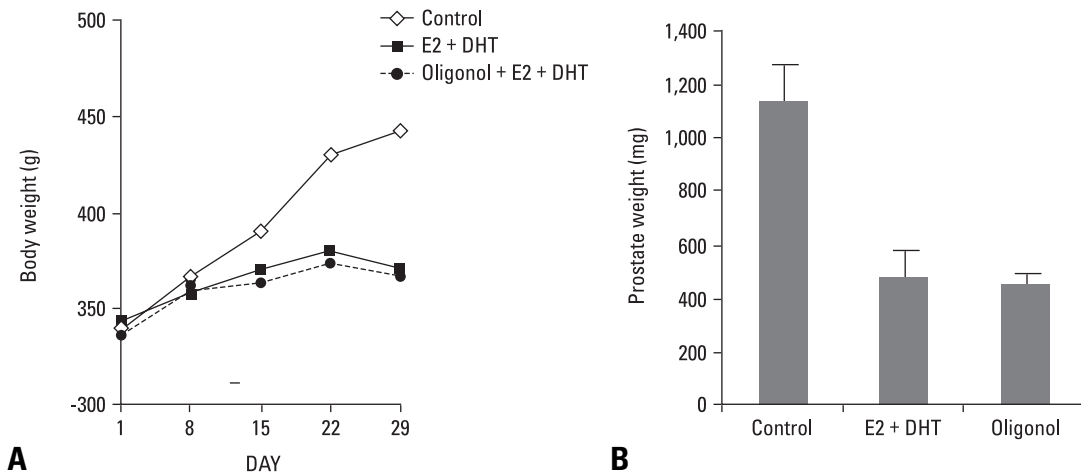 Control
E2 + DHT
Oligonol + E2 + DHT
Body weight (g)
500
450
400
350
-300
1 8 15 22 29
DAY
A
Prostate weight (mg)
1,400
1,200
1,000
800
600
400
200
0
Control E2 + DHT Oligonol
B